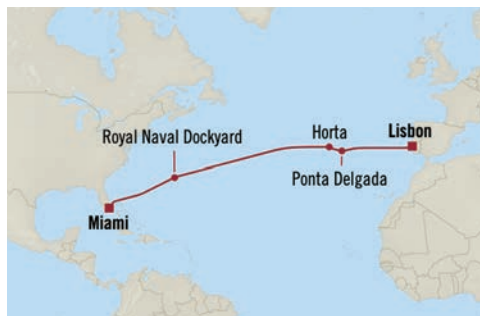 Royal Naval Dockyard
Horta
Lisbon
Ponta Delgada
Miami